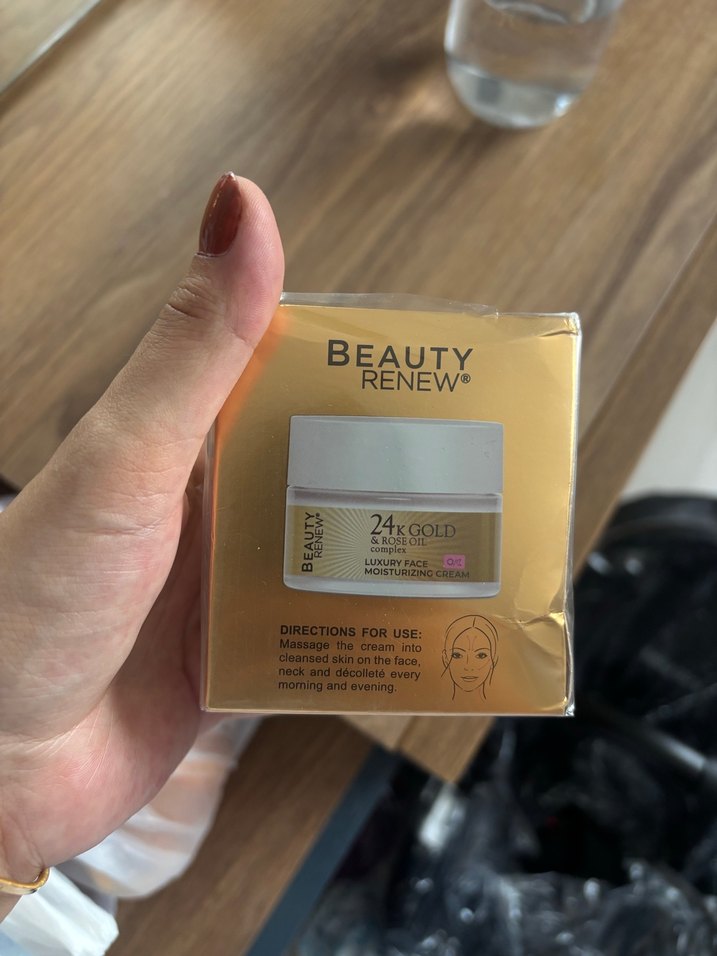 BEAUTY
RENEW®
BEAUTY
RENEW®
24K GOLD
& ROSE OIL
complex
LUXURY FACE
MOISTURIZING CREAM
DIRECTIONS FOR USE:
Massage the cream into
cleansed skin on the face,
neck and décolleté every
morning and evening.